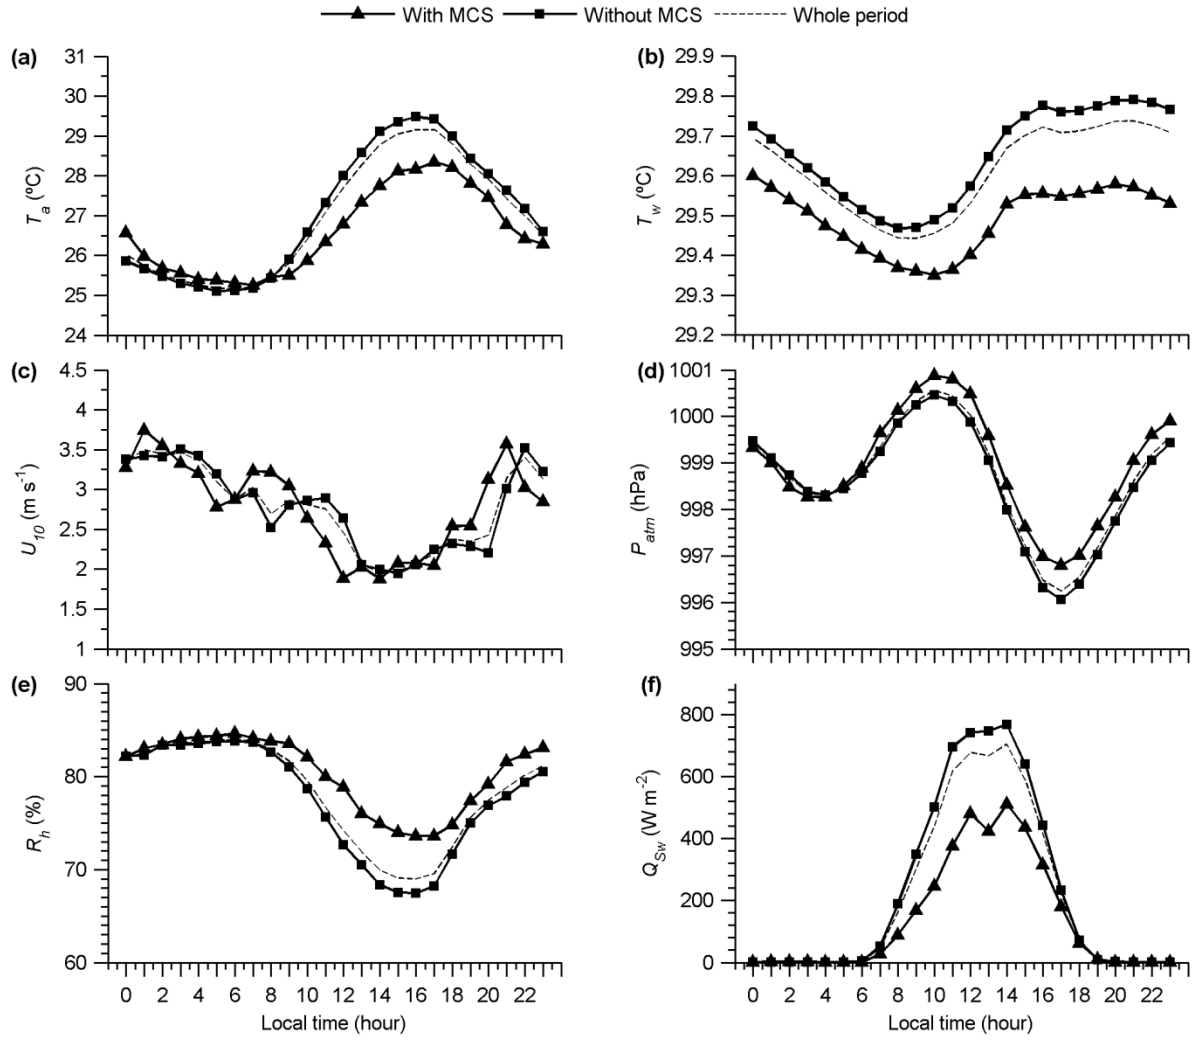 With MCS Without MCS Whole period
(a)
31
30
29
28
27
26
25
24
Ta (ºC)
(b)
29.9
29.8
29.7
29.6
29.5
29.4
29.3
29.2
Tw (ºC)
(c)
4.5
4
3.5
3
2.5
2
1.5
1
U10 (m s-1)
(d)
1001
1000
999
998
997
996
995
Patm (hPa)
(e)
90
80
70
60
Rh (%)
0 2 4 6 8 10 12 14 16 18 20 22
Local time (hour)
(f)
800
600
400
200
0
QSw (W m-2)
0 2 4 6 8 10 12 14 16 18 20 22
Local time (hour)